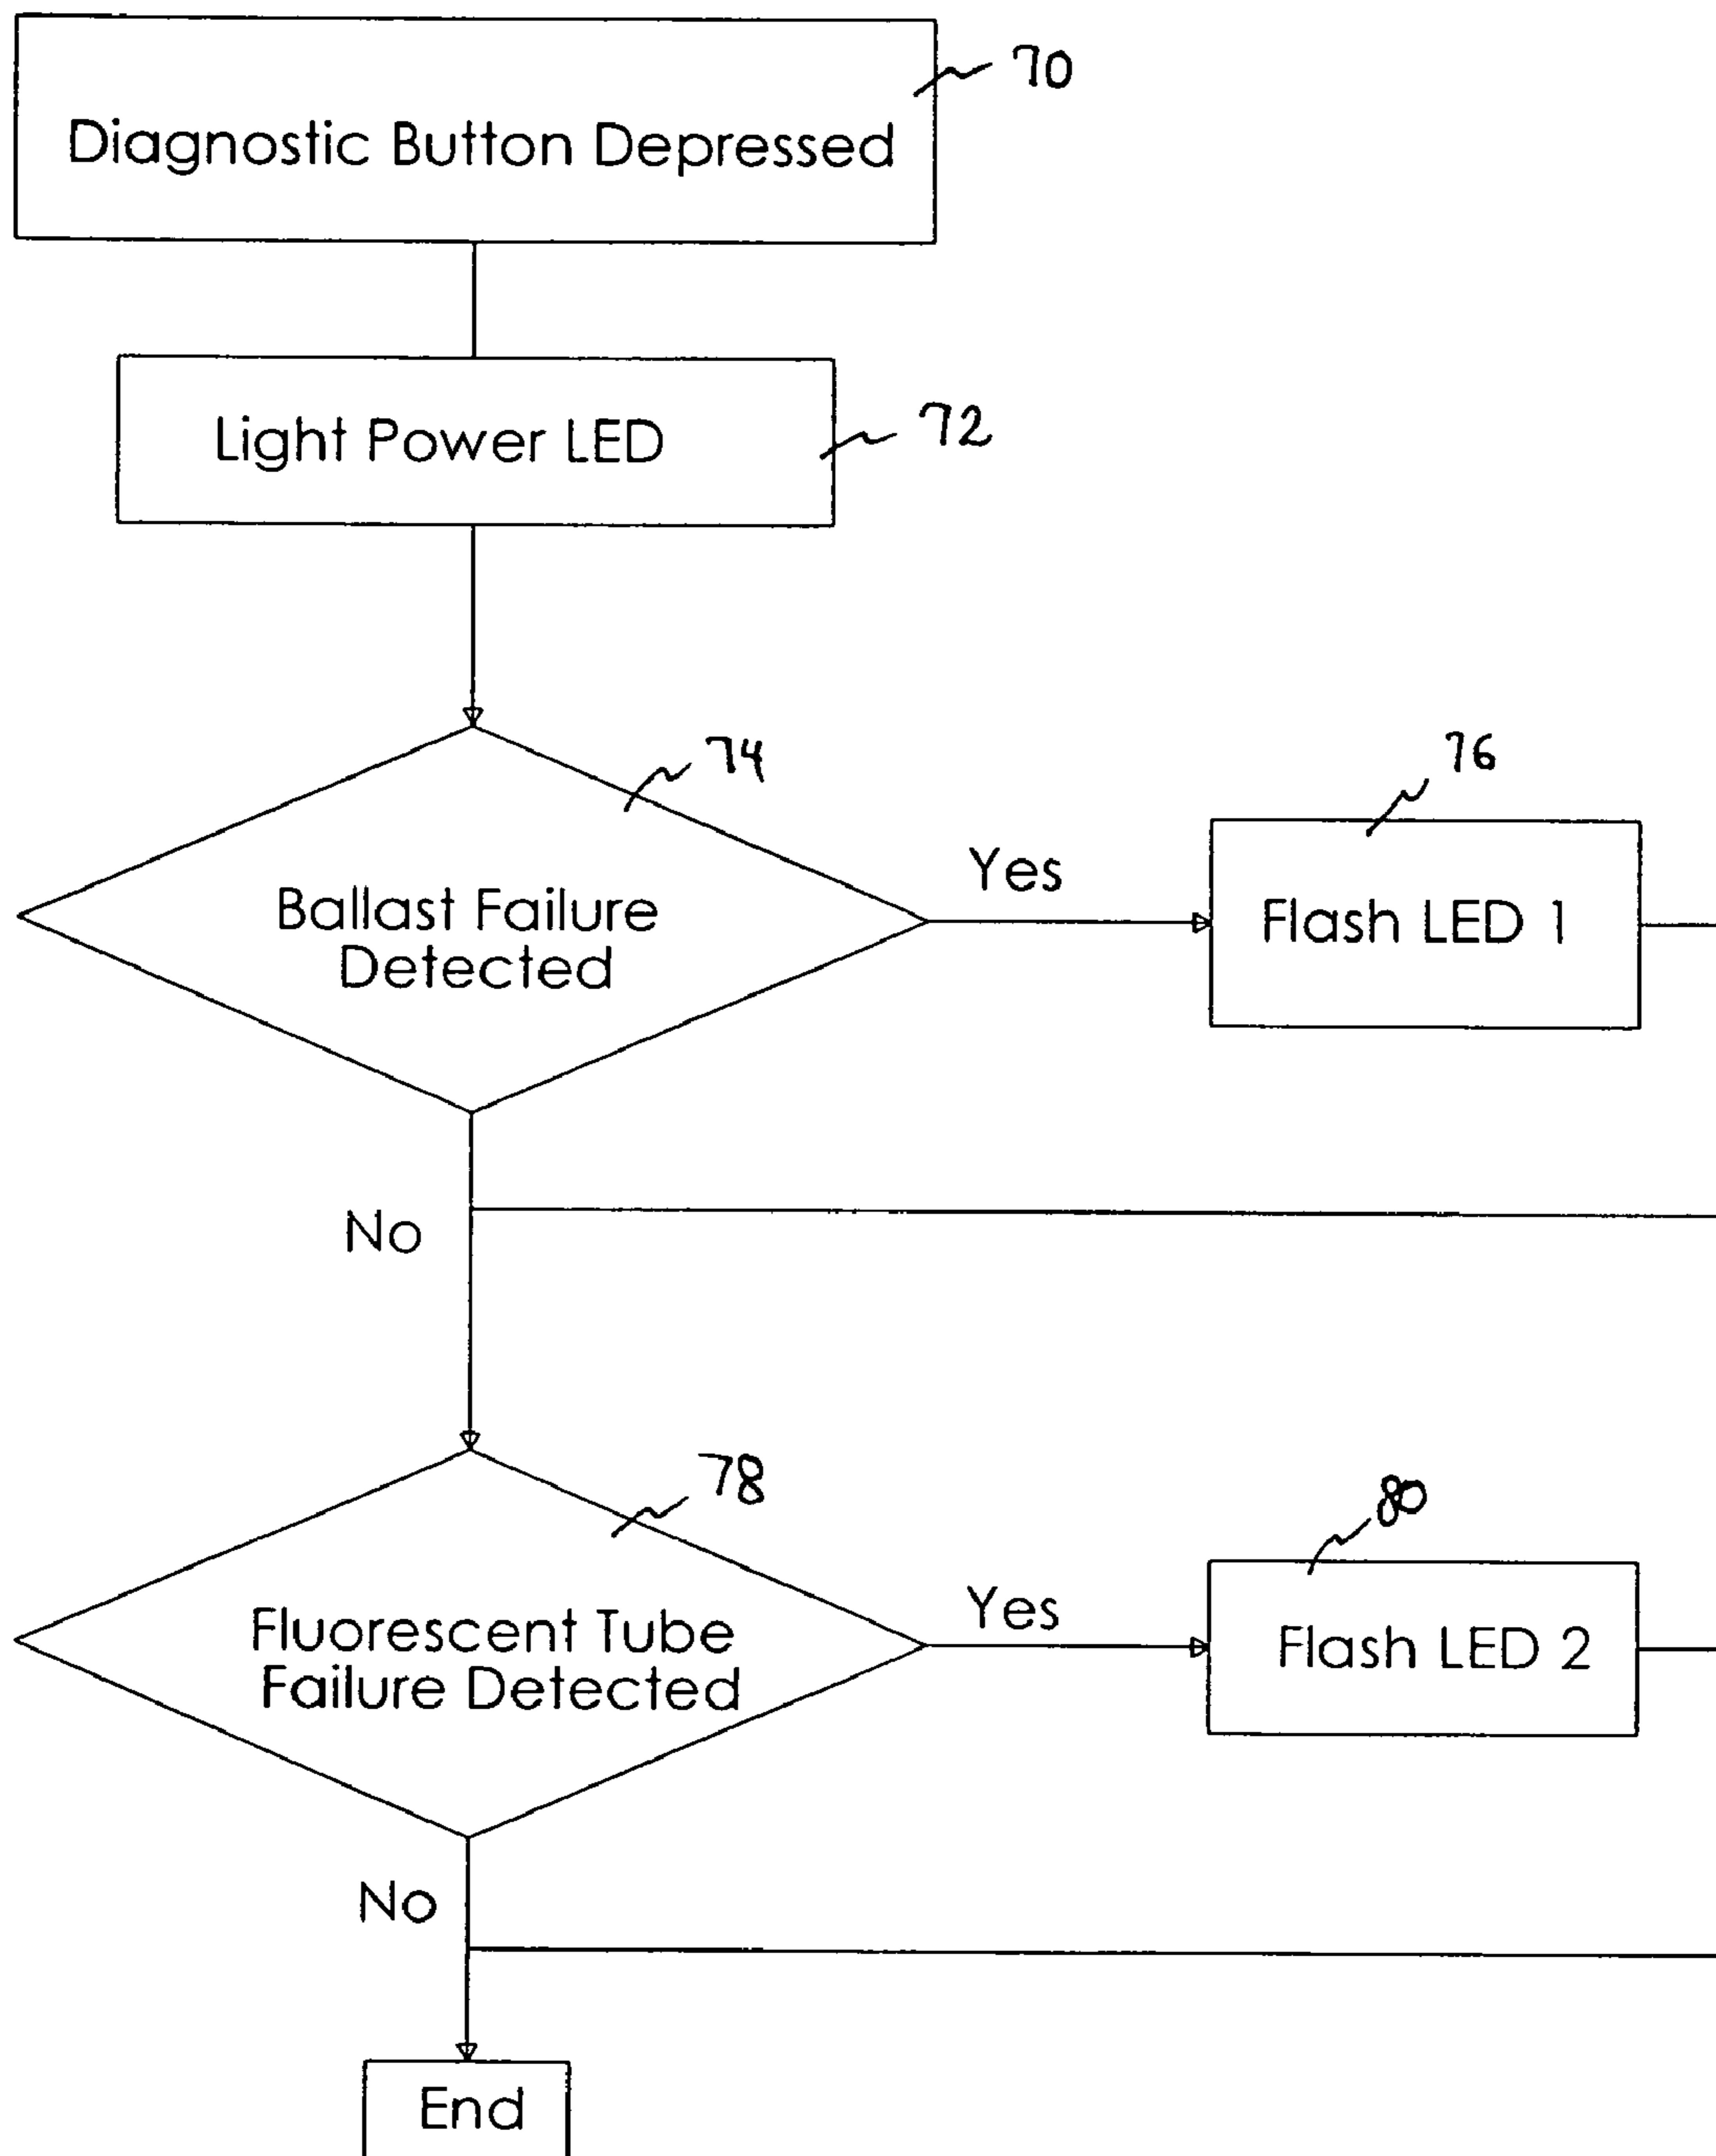 70
Diagnostic Button Depressed
72
Light Power LED
74
76
Yes
Ballast Failure
Detected
Flash LED 1
No
78
80
Yes
Fluorescent Tube
Failure Detected
Flash LED 2
No
End